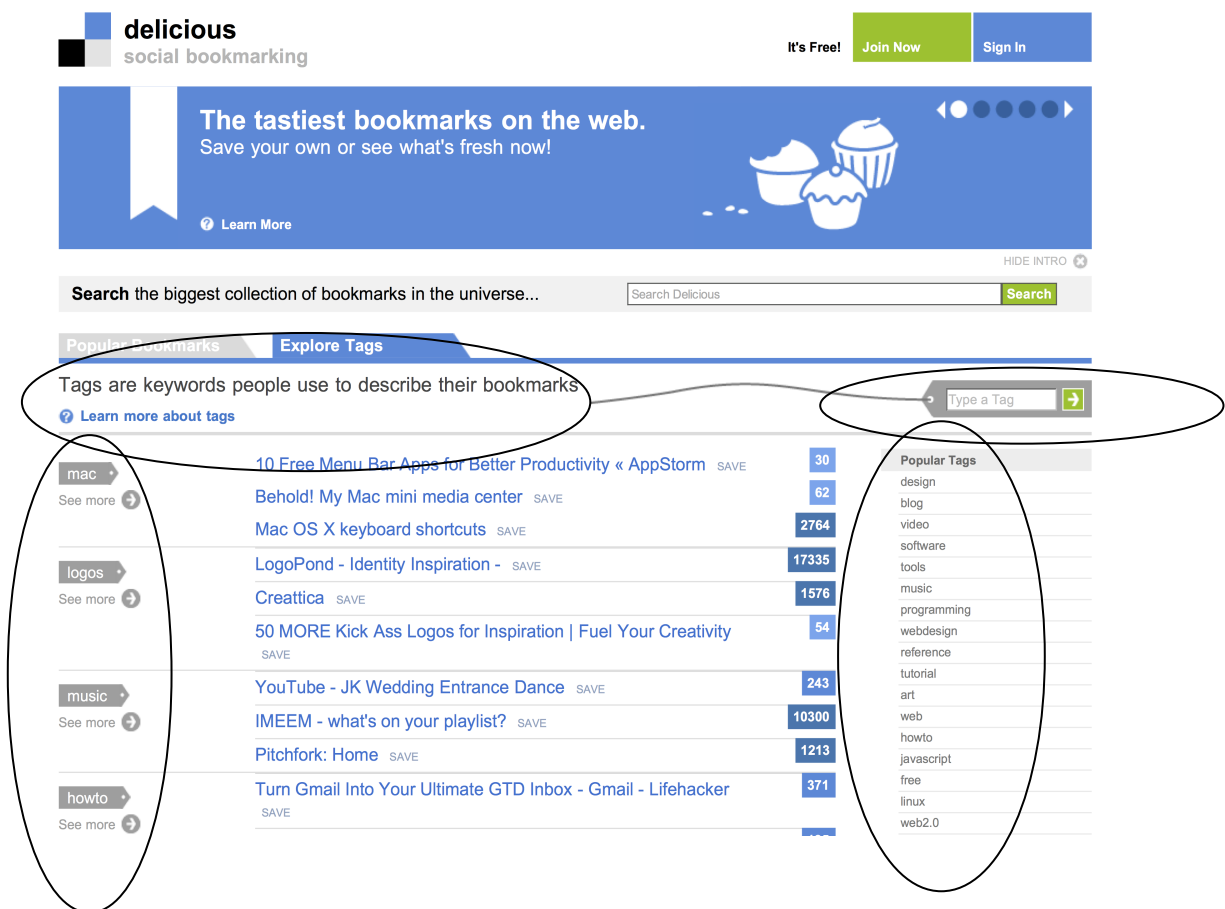 delicious
social bookmarking
It's Free!
Join Now
Sign In
The tastiest bookmarks on the web.
Save your own or see what's fresh now!
Learn More
HIDE INTRO
Search the biggest collection of bookmarks in the universe...
Search Delicious
Search
Popular Bookmarks
Explore Tags
Tags are keywords people use to describe their bookmarks
Learn more about tags
Type a Tag
mac
See more
10 Free Menu Bar Apps for Better Productivity « AppStorm SAVE 30
Behold! My Mac mini media center SAVE 62
Mac OS X keyboard shortcuts SAVE 2764
logos
See more
LogoPond - Identity Inspiration - SAVE 17335
Creattica SAVE 1576
50 MORE Kick Ass Logos for Inspiration | Fuel Your Creativity 54
SAVE
music
See more
YouTube - JK Wedding Entrance Dance SAVE 243
IMEEM - what's on your playlist? SAVE 10300
Pitchfork: Home SAVE 1213
howto
See more
Turn Gmail Into Your Ultimate GTD Inbox - Gmail - Lifehacker 371
SAVE
Popular Tags
design
blog
video
software
tools
music
programming
webdesign
reference
tutorial
art
web
howto
javascript
free
linux
web2.0